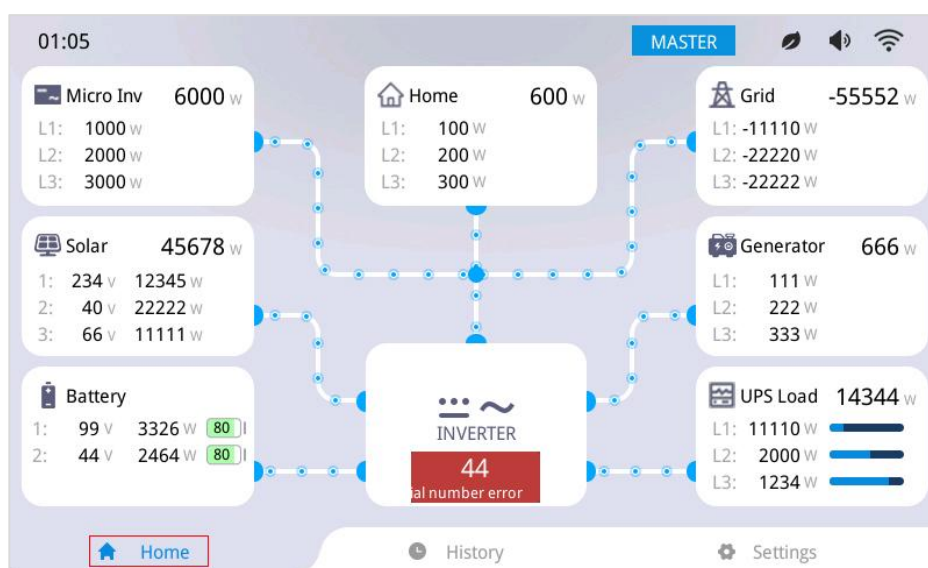 01:05
MASTER
Micro Inv 6000 W
L1: 1000 W
L2: 2000 W
L3: 3000 W
Home 600 W
L1: 100 W
L2: 200 W
L3: 300 W
Grid -55552 W
L1: -11110 W
L2: -22220 W
L3: -22222 W
Solar 45678 W
1: 234 V 12345 W
2: 40 V 22222 W
3: 66 V 11111 W
Generator 666 W
L1: 111 W
L2: 222 W
L3: 333 W
Battery
1: 99 V 3326 W 80
2: 44 V 2464 W 80
INVERTER
44
ial number error
UPS Load 14344 W
L1: 11110 W
L2: 2000 W
L3: 1234 W
Home
History
Settings